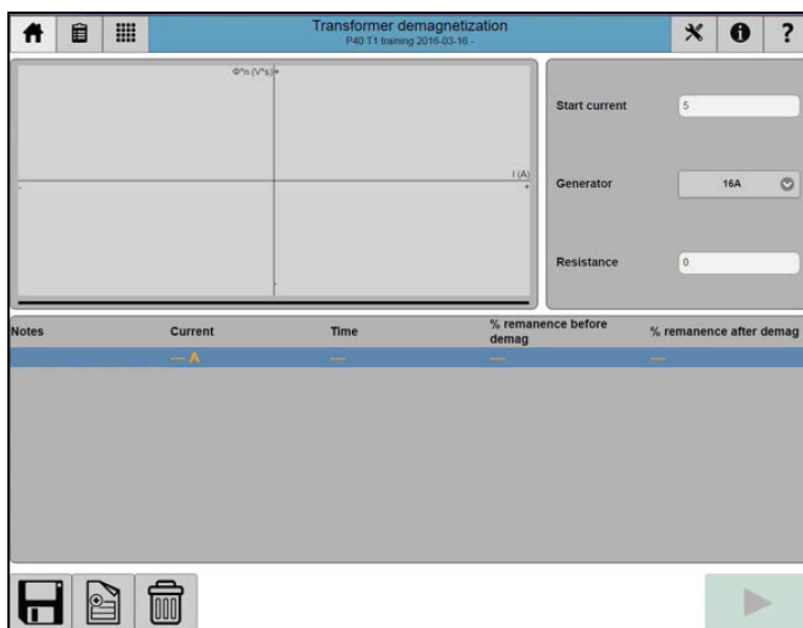 Transformer demagnetization
P40 T1 training 2016-03-16 -
?
Φ*n (V*s)
+
I (A)
-
+
-
Start current
5
Generator
16A
Resistance
0
Notes Current Time % remanence before demag % remanence after demag
--- A --- --- ---